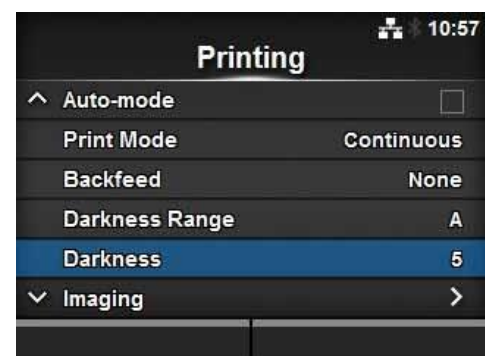 10:57
Printing
Auto-mode
Print Mode Continuous
Backfeed None
Darkness Range A
Darkness 5
Imaging